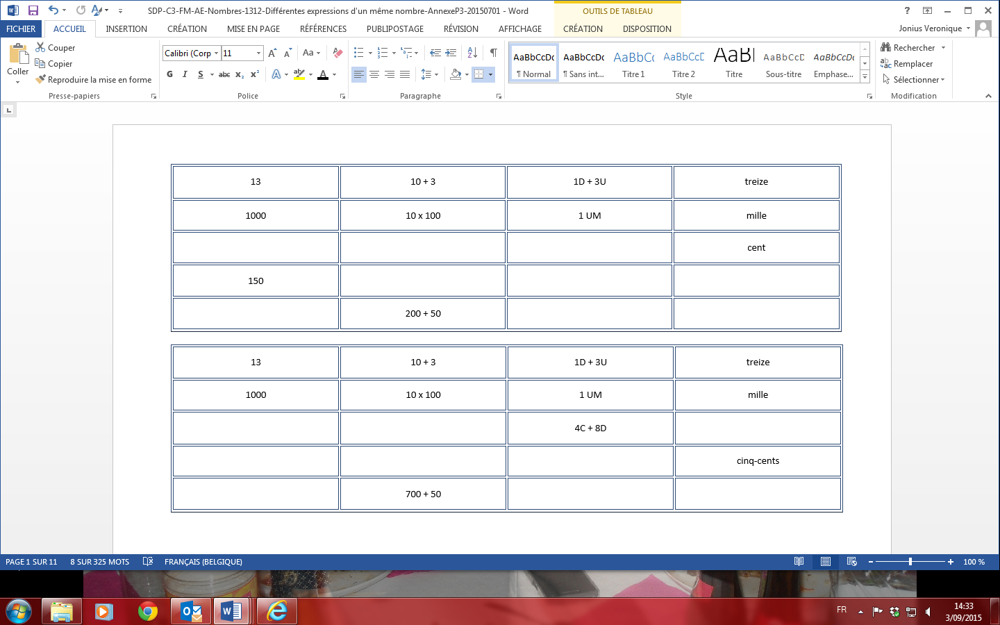 SDP-C3-FM-AE-Nombres-1312-Différentes expressions d'un même nombre-AnnexeP3-20150701 - Word
OUTILS DE TABLEAU
FICHIER ACCUEIL INSERTION CRÉATION MISE EN PAGE RÉFÉRENCES PUBLIPOSTAGE RÉVISION AFFICHAGE CRÉATION DISPOSITION Jonius Veronique
Coller
Couper
Copier
Reproduire la mise en forme
Presse-papiers
Calibri (Corp 11
G I S abc x₂ x²
Police
Paragraphe
AaBbCcDc AaBbCcDc AaBbCc AaBbCcD AaBl AaBbCcD AaBbCcDc
¶ Normal ¶ Sans int... Titre 1 Titre 2 Titre Sous-titre Emphase...
Style
Rechercher
Remplacer
Sélectionner
Modification
13 10 + 3 1D + 3U treize
1000 10 x 100 1 UM mille
cent
150
200 + 50
13 10 + 3 1D + 3U treize
1000 10 x 100 1 UM mille
4C + 8D
cinq-cents
700 + 50
PAGE 1 SUR 11 8 SUR 325 MOTS FRANÇAIS (BELGIQUE) 100 %
FR 14:33
3/09/2015